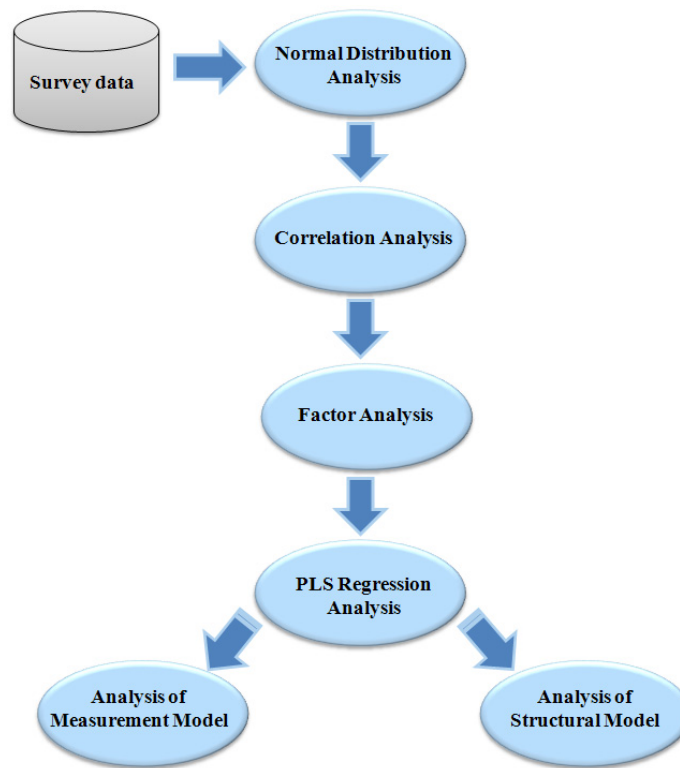 Survey data
Normal Distribution
Analysis
Correlation Analysis
Factor Analysis
PLS Regression
Analysis
Analysis of
Measurement Model
Analysis of
Structural Model